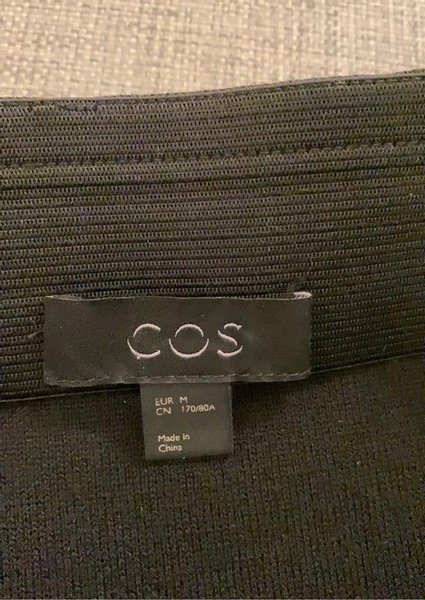 COS
EUR M
CN 170/80A
Made in
China